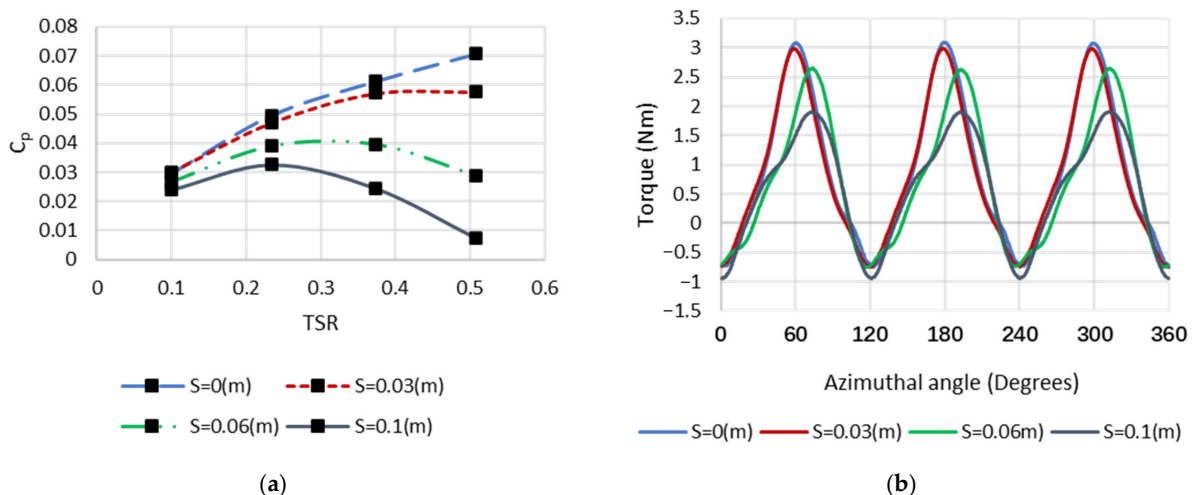 0.08
0.07
0.06
0.05
0.04
0.03
0.02
0.01
0
Cp
0 0.1 0.2 0.3 0.4 0.5 0.6
TSR
S=0(m) S=0.03(m)
S=0.06(m) S=0.1(m)
(a)
3.5
3
2.5
2
1.5
1
0.5
0
−0.5
−1
−1.5
Torque (Nm)
0 60 120 180 240 300 360
Azimuthal angle (Degrees)
S=0(m) S=0.03(m) S=0.06m) S=0.1(m)
(b)